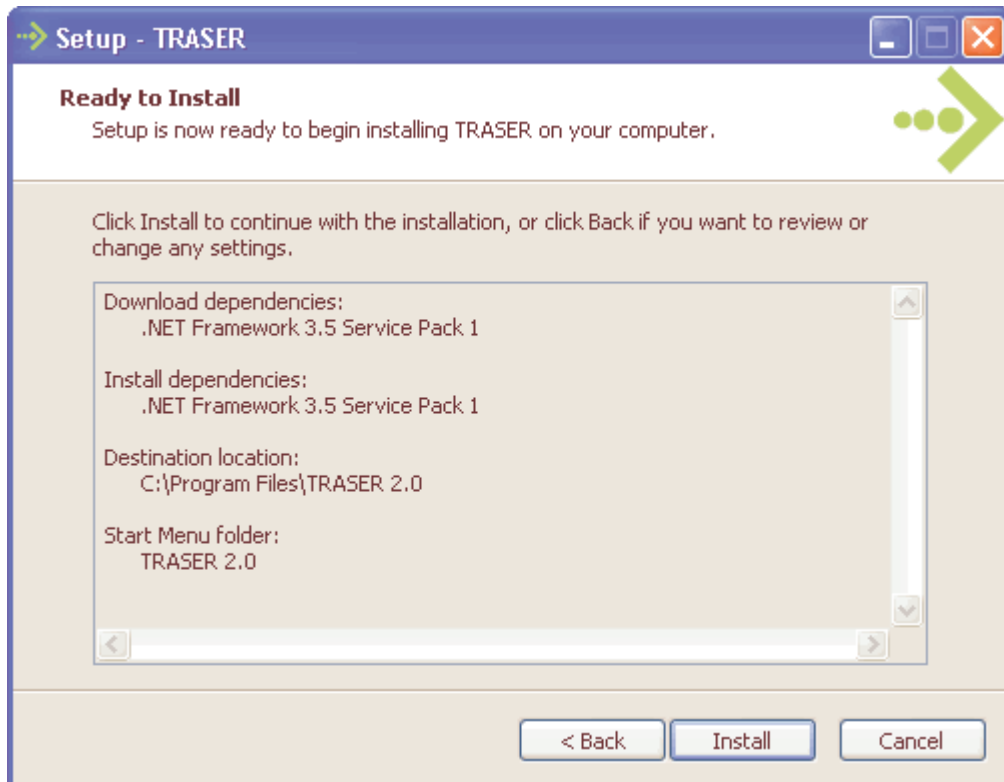 Setup - TRASER
Ready to Install
Setup is now ready to begin installing TRASER on your computer.
Click Install to continue with the installation, or click Back if you want to review or
change any settings.
Download dependencies:
.NET Framework 3.5 Service Pack 1
Install dependencies:
.NET Framework 3.5 Service Pack 1
Destination location:
C:\Program Files\TRASER 2.0
Start Menu folder:
TRASER 2.0
< Back Install Cancel